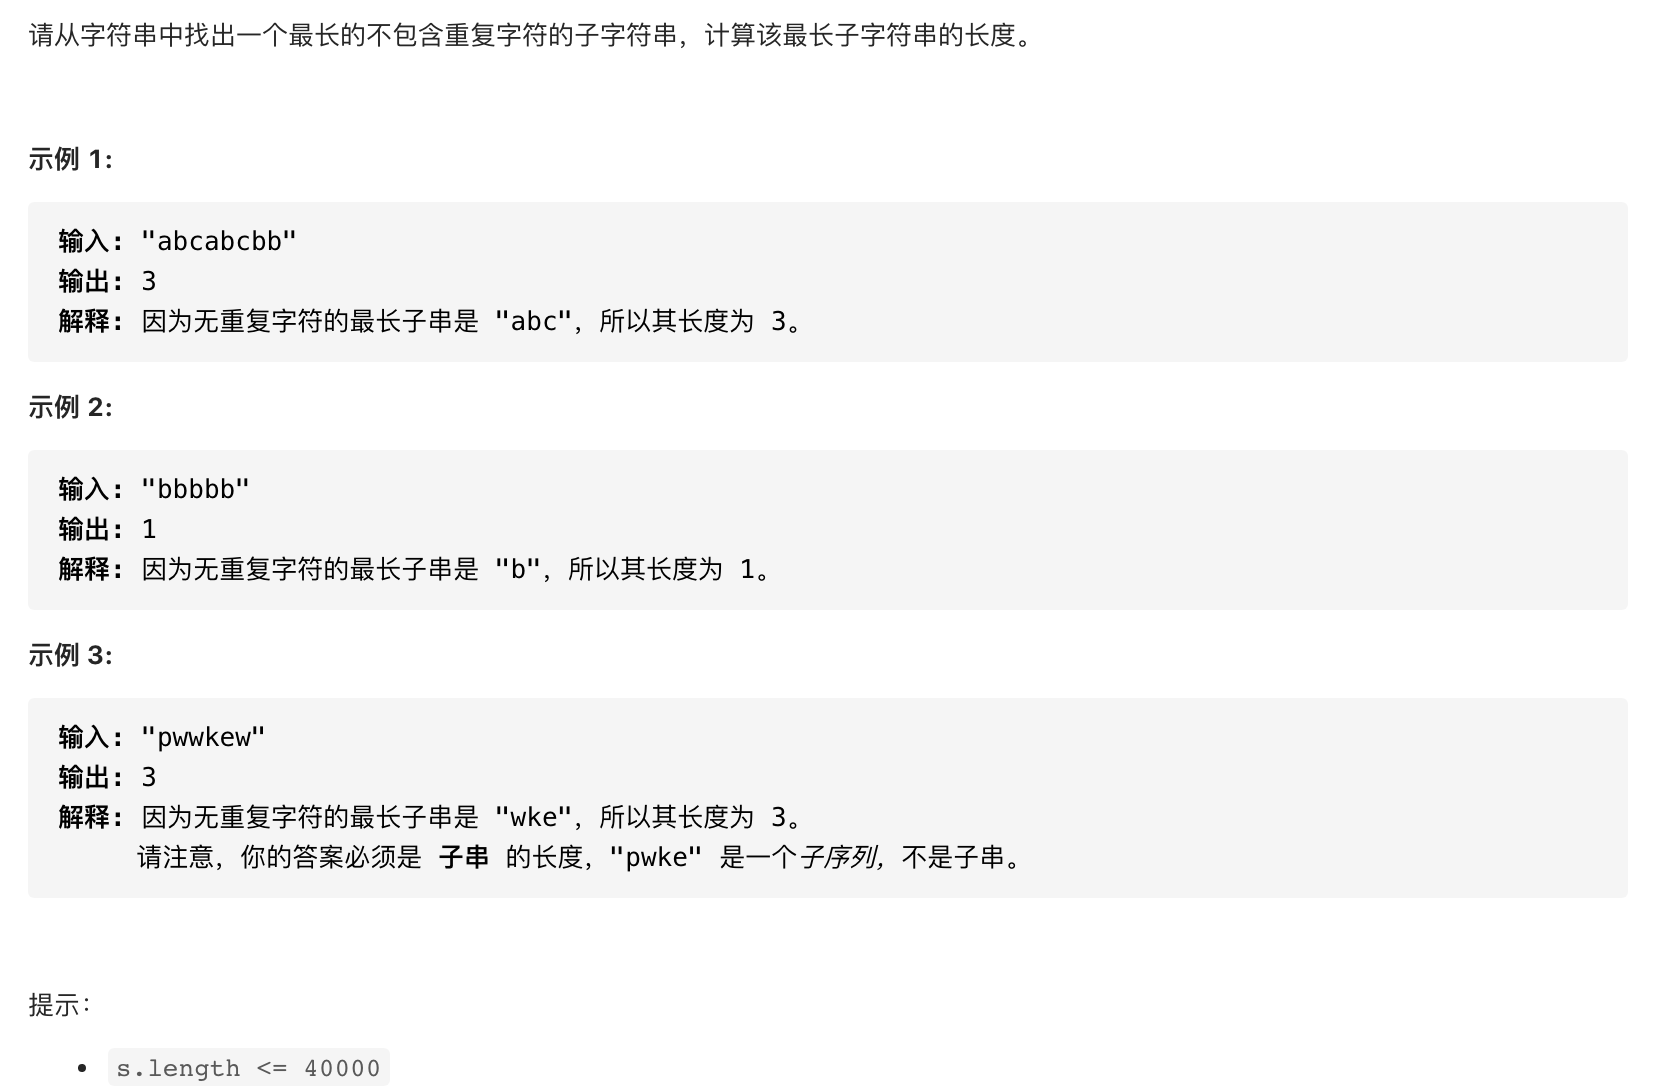 请从字符串中找出一个最长的不包含重复字符的子字符串，计算该最长子字符串的长度。
示例 1:
输入: "abcabcbb"
输出: 3
解释: 因为无重复字符的最长子串是 "abc"，所以其长度为 3。
示例 2:
输入: "bbbbb"
输出: 1
解释: 因为无重复字符的最长子串是 "b"，所以其长度为 1。
示例 3:
输入: "pwwkew"
输出: 3
解释: 因为无重复字符的最长子串是 "wke"，所以其长度为 3。
请注意，你的答案必须是 子串 的长度，"pwke" 是一个子序列，不是子串。
提示：
• s.length <= 40000